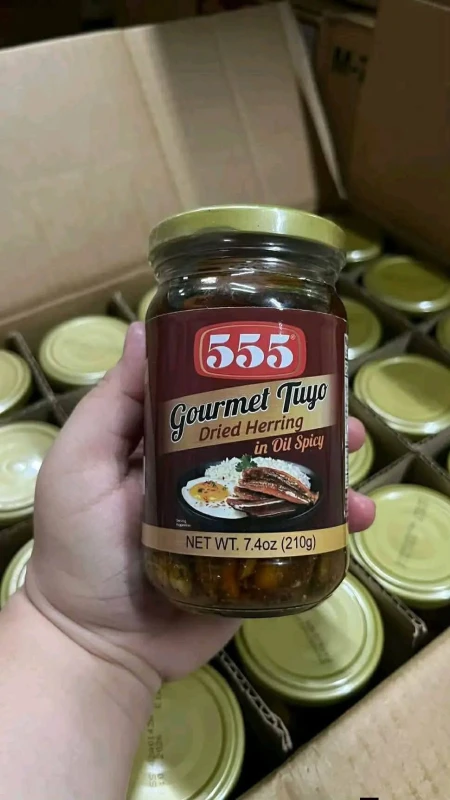 M-
555
Gourmet Tuyo
Dried Herring
in Oil Spicy
NET WT. 7.4oz (210g)